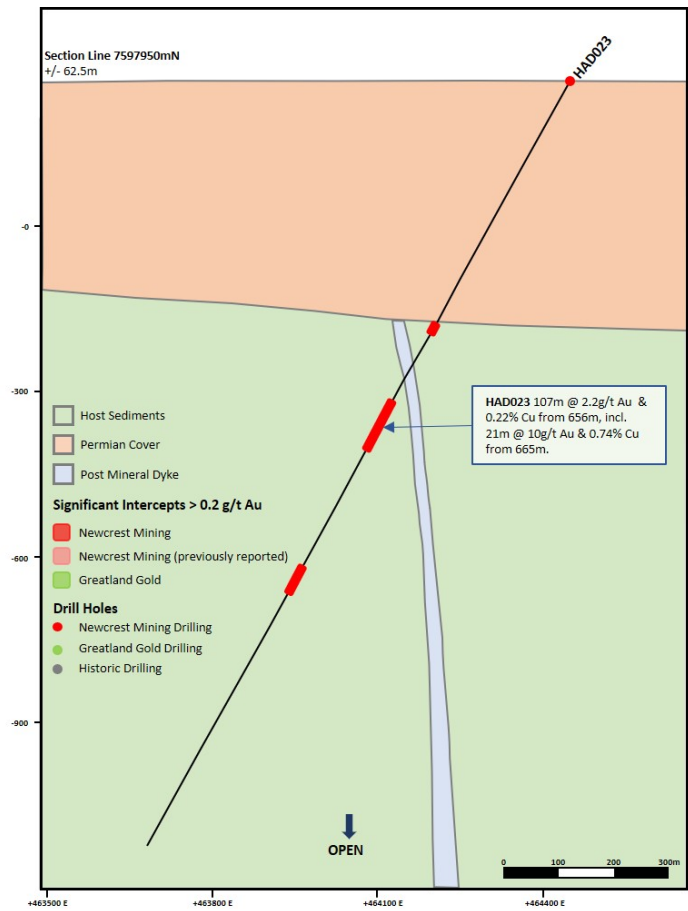 Section Line 7597950mN
+/- 62.5m
HAD023
-0
-300
HAD023 107m @ 2.2g/t Au &
0.22% Cu from 656m, incl.
21m @ 10g/t Au & 0.74% Cu
from 665m.
Host Sediments
Permian Cover
Post Mineral Dyke
Significant Intercepts > 0.2 g/t Au
Newcrest Mining
Newcrest Mining (previously reported)
Greatland Gold
-600
Drill Holes
Newcrest Mining Drilling
Greatland Gold Drilling
Historic Drilling
-900
OPEN
0 100 200 300m
+463500 E +463800 E +464100 E +464400 E